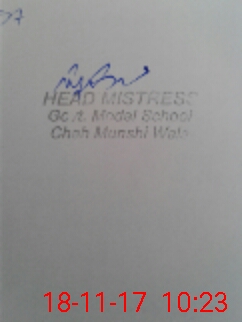 HEAD MISTRESS
Govt. Model School
Chah Munshi Wala
18-11-17 10:23